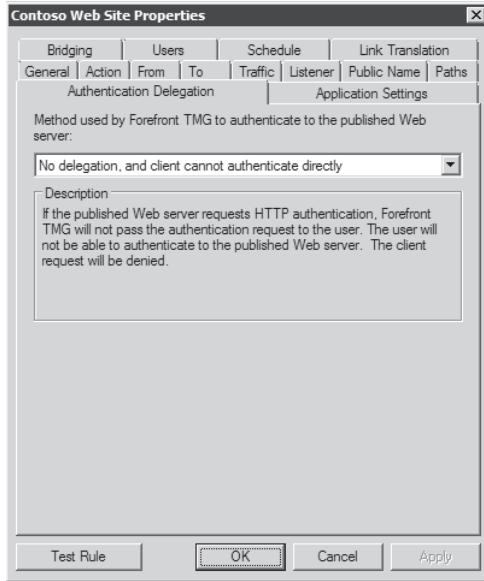 Contoso Web Site Properties
Bridging Users Schedule Link Translation
General Action From To Traffic Listener Public Name Paths
Authentication Delegation Application Settings
Method used by Forefront TMG to authenticate to the published Web
server:
No delegation, and client cannot authenticate directly
Description
If the published Web server requests HTTP authentication, Forefront
TMG will not pass the authentication request to the user. The user will
not be able to authenticate to the published Web server. The client
request will be denied.
Test Rule OK Cancel Apply